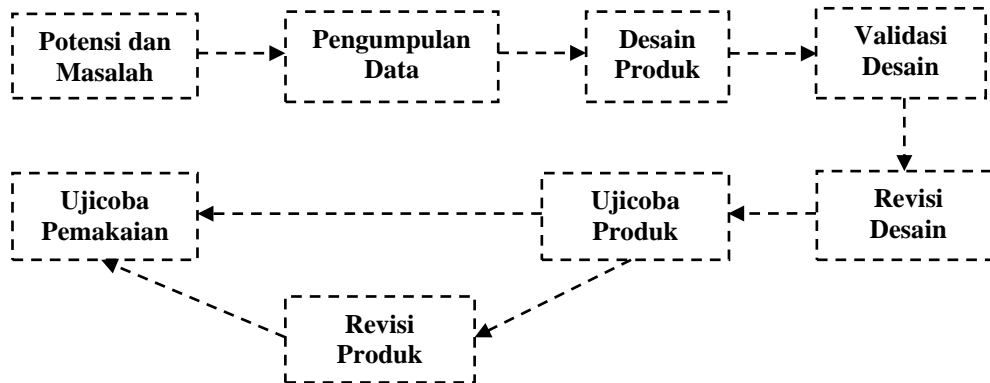 Potensi dan
Masalah
Pengumpulan
Data
Desain
Produk
Validasi
Desain
Revisi
Desain
Ujicoba
Produk
Ujicoba
Pemakaian
Revisi
Produk